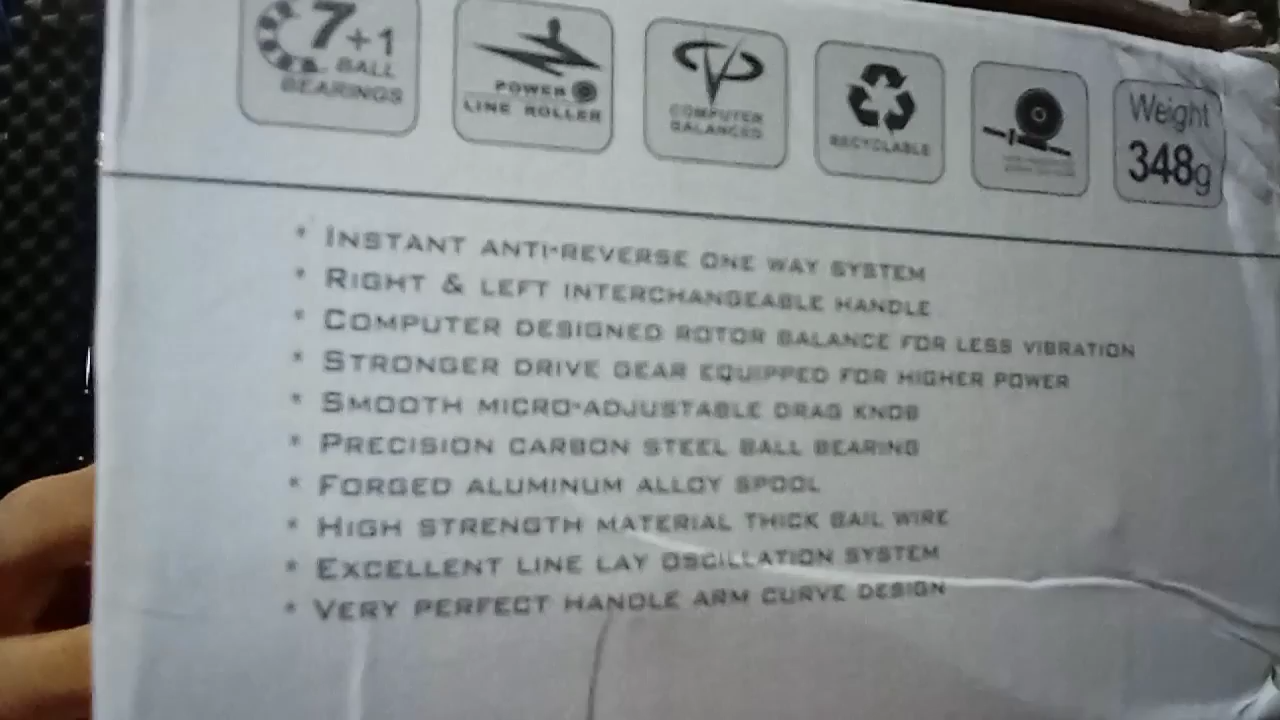 7+1
BALL
BEARINGS
POWER
LINE ROLLER
COMPUTER
BALANCED
RECYCLABLE
Weight
348g
* INSTANT ANTI-REVERSE ONE WAY SYSTEM
* RIGHT & LEFT INTERCHANGEABLE HANDLE
* COMPUTER DESIGNED ROTOR BALANCE FOR LESS VIBRATION
* STRONGER DRIVE GEAR EQUIPPED FOR HIGHER POWER
* SMOOTH MICRO-ADJUSTABLE DRAG KNOB
* PRECISION CARBON STEEL BALL BEARING
* FORGED ALUMINUM ALLOY SPOOL
* HIGH STRENGTH MATERIAL THICK BAIL WIRE
* EXCELLENT LINE LAY OSCILLATION SYSTEM
* VERY PERFECT HANDLE ARM CURVE DESIGN